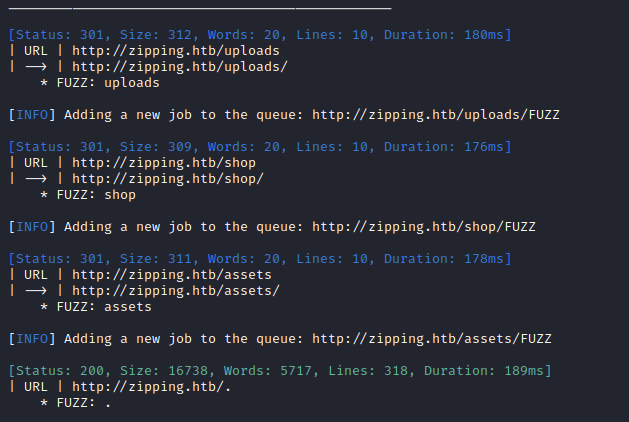 [Status: 301, Size: 312, Words: 20, Lines: 10, Duration: 180ms]
| URL | http://zipping.htb/uploads
| --> | http://zipping.htb/uploads/
    * FUZZ: uploads
[INFO] Adding a new job to the queue: http://zipping.htb/uploads/FUZZ
[Status: 301, Size: 309, Words: 20, Lines: 10, Duration: 176ms]
| URL | http://zipping.htb/shop
| --> | http://zipping.htb/shop/
    * FUZZ: shop
[INFO] Adding a new job to the queue: http://zipping.htb/shop/FUZZ
[Status: 301, Size: 311, Words: 20, Lines: 10, Duration: 178ms]
| URL | http://zipping.htb/assets
| --> | http://zipping.htb/assets/
    * FUZZ: assets
[INFO] Adding a new job to the queue: http://zipping.htb/assets/FUZZ
[Status: 200, Size: 16738, Words: 5717, Lines: 318, Duration: 189ms]
| URL | http://zipping.htb/.
    * FUZZ: .